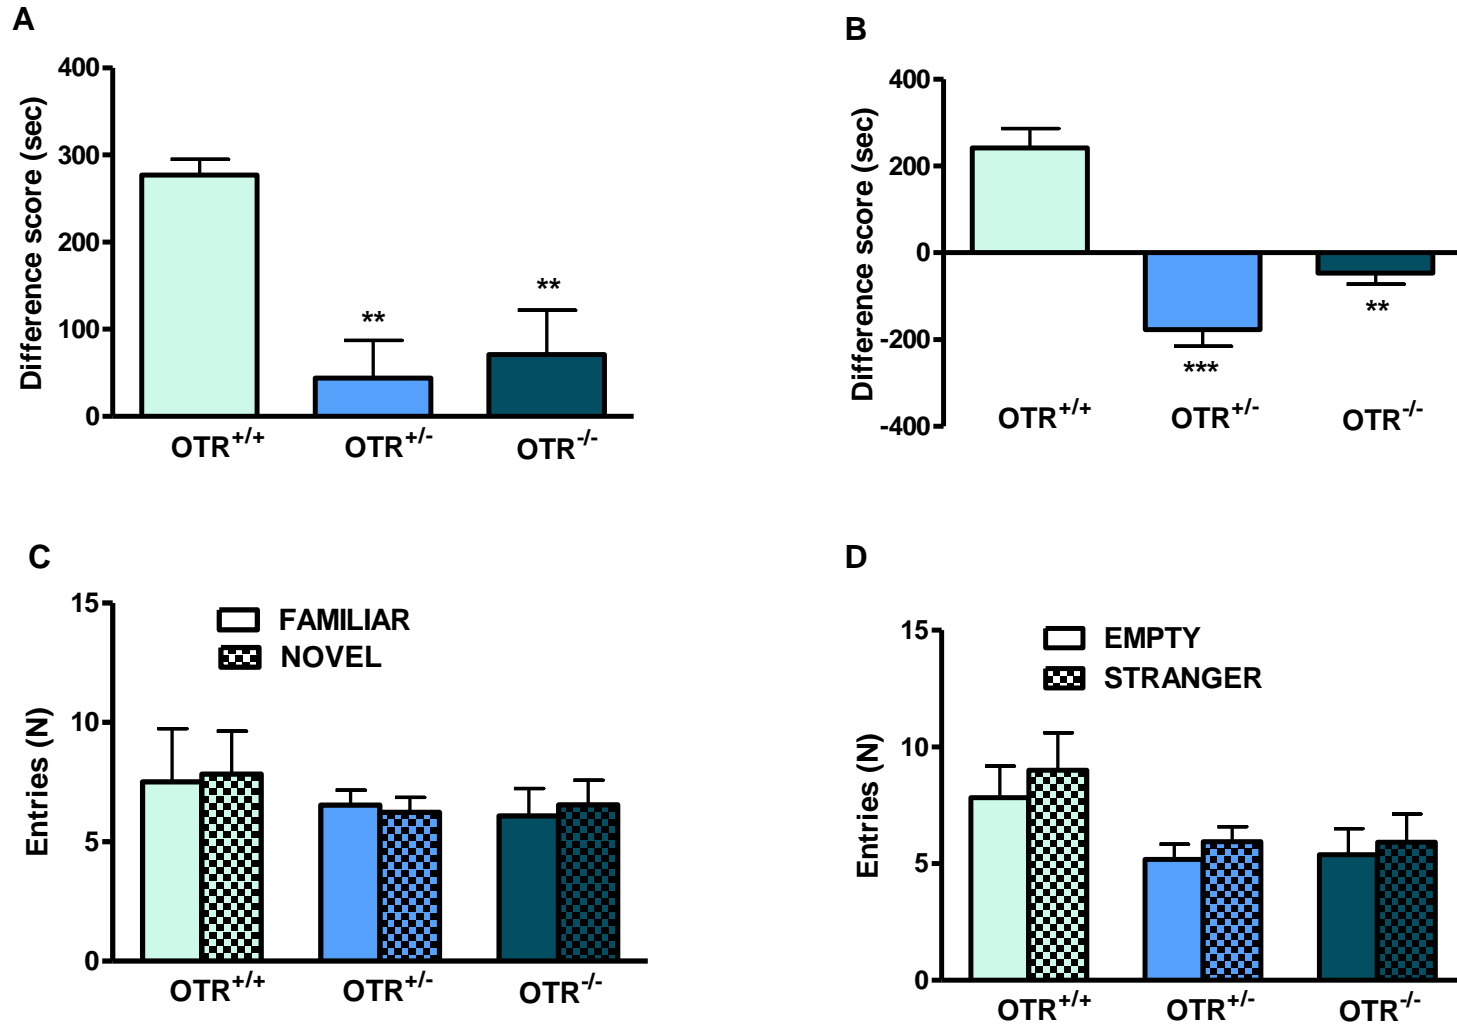 A
400
300
200
100
0
Difference score (sec)
**
**
OTR+/+
OTR+/-
OTR-/-
B
400
200
0
-200
-400
Difference score (sec)
***
**
OTR+/+
OTR+/-
OTR-/-
C
15
10
5
0
Entries (N)
FAMILIAR
NOVEL
OTR+/+
OTR+/-
OTR-/-
D
15
10
5
0
Entries (N)
EMPTY
STRANGER
OTR+/+
OTR+/-
OTR-/-